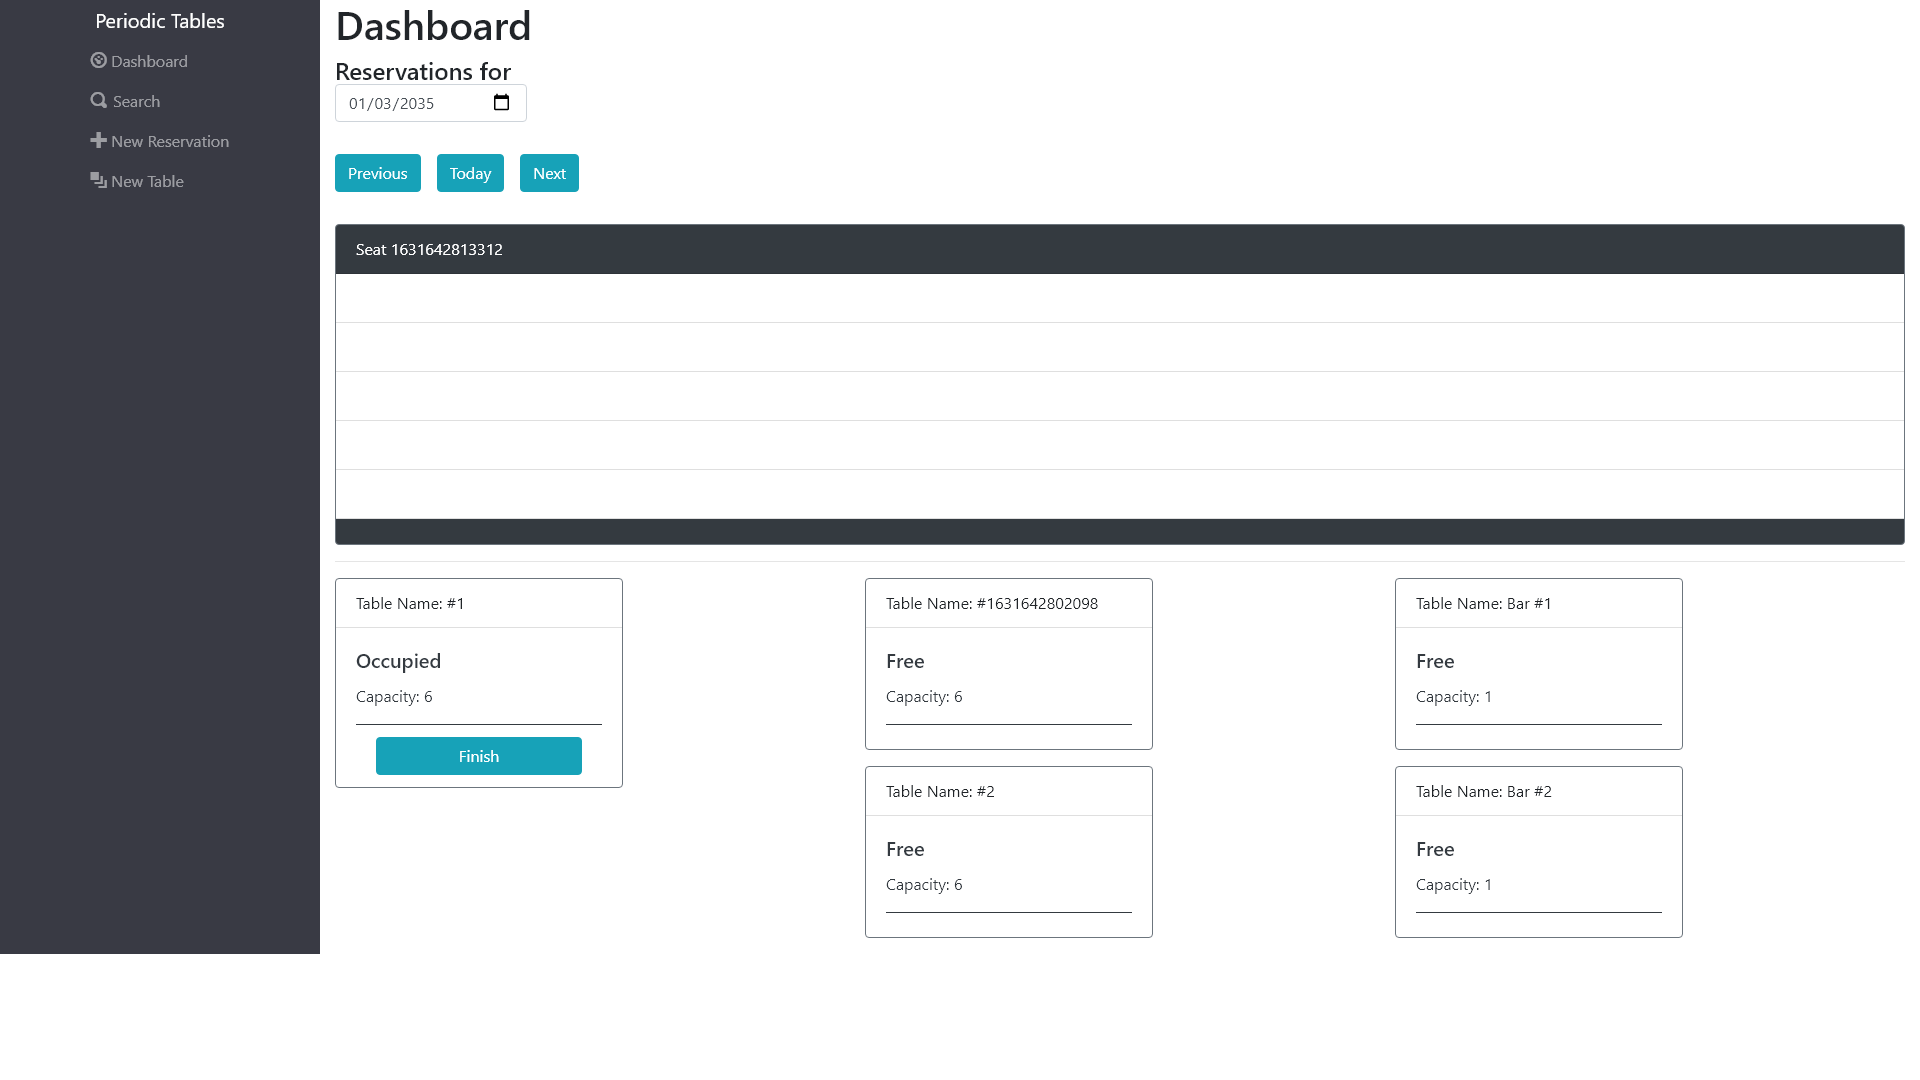 Periodic Tables
Dashboard
Search
New Reservation
New Table
Dashboard
Reservations for
01/03/2035
Previous Today Next
Seat 1631642813312
Table Name: #1
Occupied
Capacity: 6
Finish
Table Name: #1631642802098
Free
Capacity: 6
Table Name: #2
Free
Capacity: 6
Table Name: Bar #1
Free
Capacity: 1
Table Name: Bar #2
Free
Capacity: 1